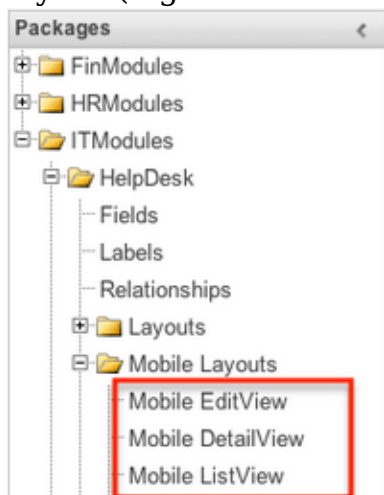 Packages
FinModules
HRModules
ITModules
HelpDesk
Fields
Labels
Relationships
Layouts
Mobile Layouts
Mobile EditView
Mobile DetailView
Mobile ListView